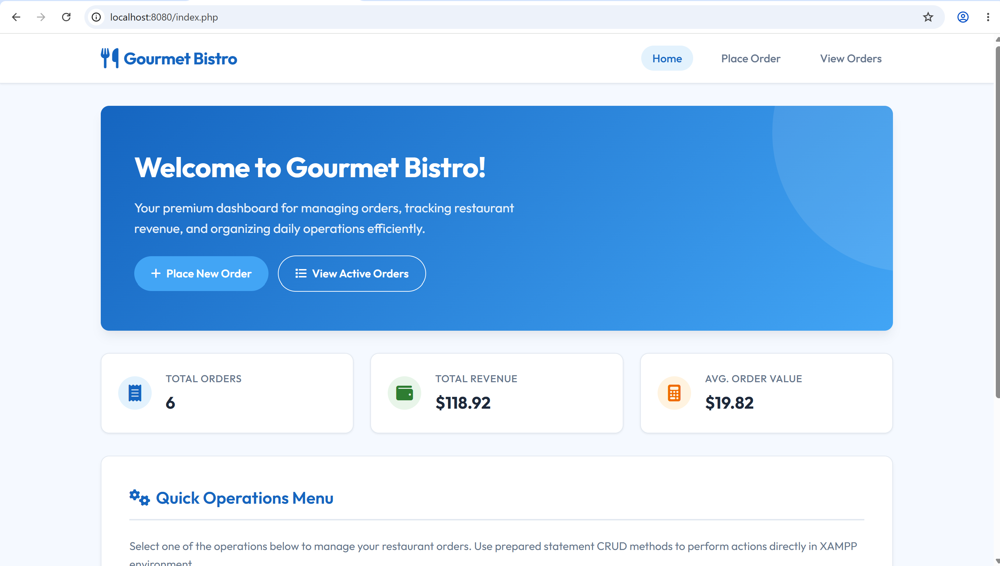 localhost:8080/index.php
Gourmet Bistro
Home
Place Order
View Orders
Welcome to Gourmet Bistro!
Your premium dashboard for managing orders, tracking restaurant
revenue, and organizing daily operations efficiently.
Place New Order
View Active Orders
TOTAL ORDERS
6
TOTAL REVENUE
$118.92
AVG. ORDER VALUE
$19.82
Quick Operations Menu
Select one of the operations below to manage your restaurant orders. Use prepared statement CRUD methods to perform actions directly in XAMPP
environment.